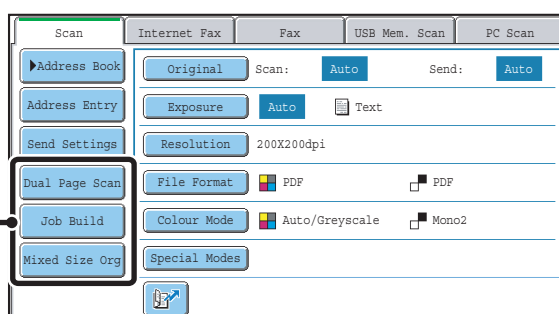 Scan Internet Fax Fax USB Mem. Scan PC Scan
Address Book Original Scan: Auto Send: Auto
Address Entry Exposure Auto Text
Send Settings Resolution 200X200dpi
Dual Page Scan File Format PDF PDF
Job Build Colour Mode Auto/Greyscale Mono2
Mixed Size Org Special Modes